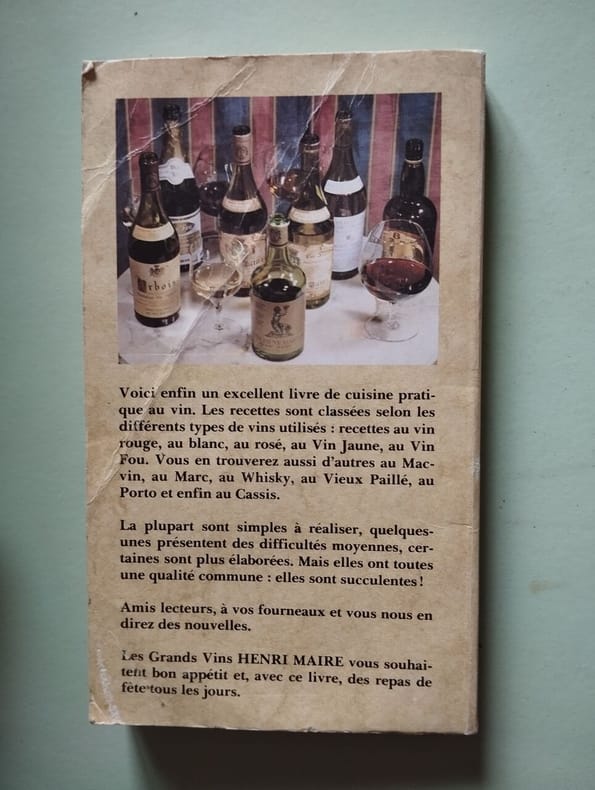 Arbois
Voici enfin un excellent livre de cuisine prati-
que au vin. Les recettes sont classées selon les
différents types de vins utilisés : recettes au vin
rouge, au blanc, au rosé, au Vin Jaune, au Vin
Fou. Vous en trouverez aussi d'autres au Mac-
vin, au Marc, au Whisky, au Vieux Paillé, au
Porto et enfin au Cassis.
La plupart sont simples à réaliser, quelques-
unes présentent des difficultés moyennes, cer-
taines sont plus élaborées. Mais elles ont toutes
une qualité commune : elles sont succulentes !
Amis lecteurs, à vos fourneaux et vous nous en
direz des nouvelles.
Les Grands Vins HENRI MAIRE vous souhai-
tent bon appétit et, avec ce livre, des repas de
fête tous les jours.